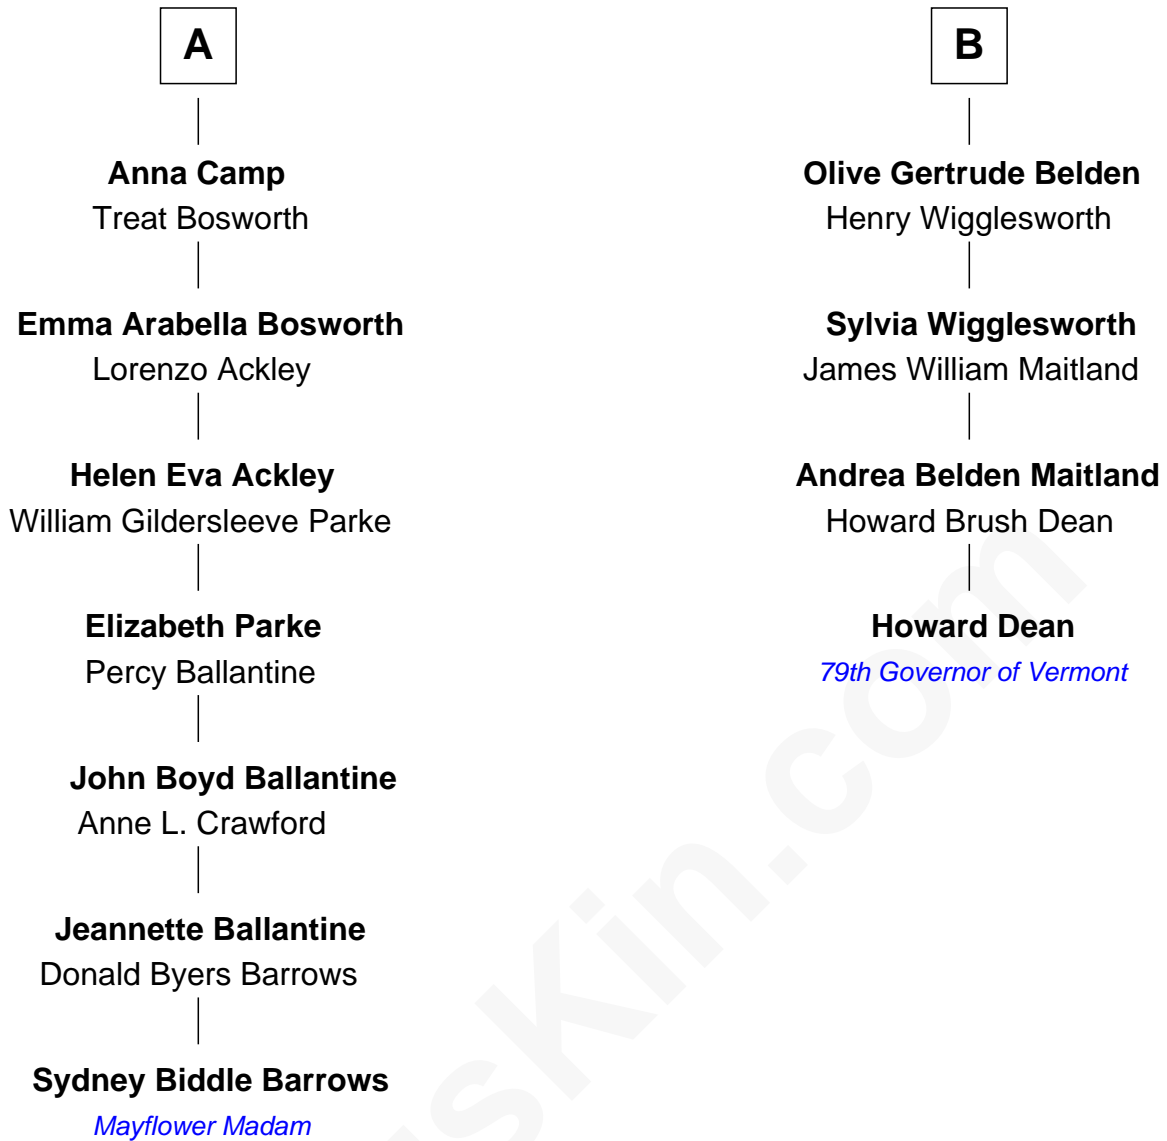 A
Anna Camp
Treat Bosworth
Emma Arabella Bosworth
Lorenzo Ackley
Helen Eva Ackley
William Gildersleeve Parke
Elizabeth Parke
Percy Ballantine
John Boyd Ballantine
Anne L. Crawford
Jeannette Ballantine
Donald Byers Barrows
Sydney Biddle Barrows
Mayflower Madam
B
Olive Gertrude Belden
Henry Wigglesworth
Sylvia Wigglesworth
James William Maitland
Andrea Belden Maitland
Howard Brush Dean
Howard Dean
79th Governor of Vermont